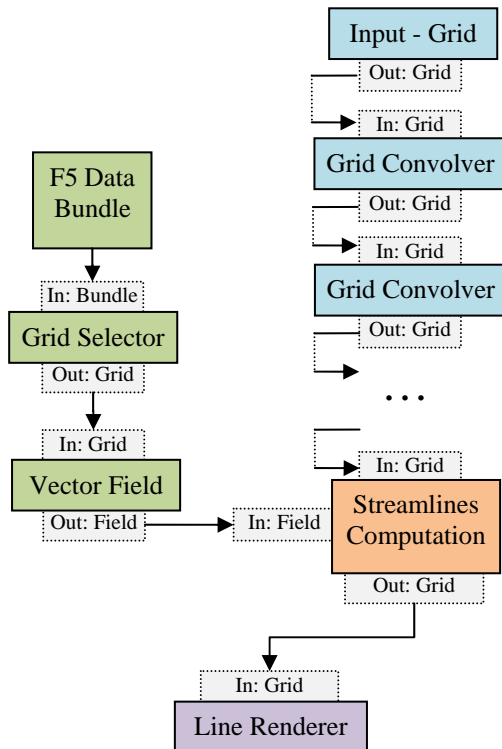 Input - Grid
Out: Grid
In: Grid
Grid Convolver
Out: Grid
In: Grid
Grid Convolver
Out: Grid
...
In: Grid
F5 Data
Bundle
In: Bundle
Grid Selector
Out: Grid
In: Grid
Vector Field
Out: Field
In: Field
Streamlines
Computation
Out: Grid
In: Grid
Line Renderer